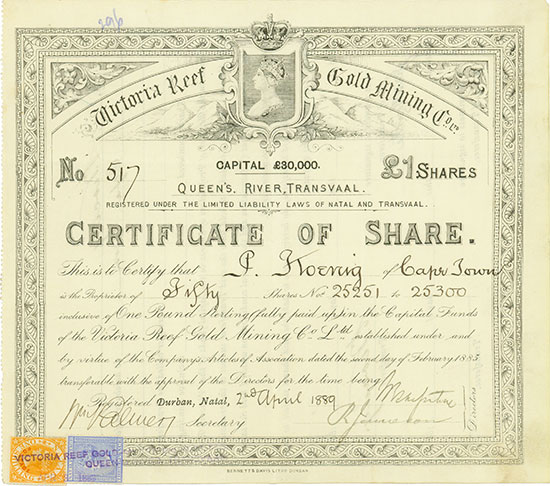 Victoria Reef Gold Mining Co. Ld.
No 517
CAPITAL £30,000.
£1 SHARES
QUEEN'S, RIVER, TRANSVAAL.
REGISTERED UNDER THE LIMITED LIABILITY LAWS OF NATAL AND TRANSVAAL.
CERTIFICATE OF SHARE.
This is to Certify that P. Koenig of Cape Town
is the Proprietor of Fifty Shares Nos 25251 to 25300
inclusive of One Pound Sterling (fully paid up) in the Capital Funds
of the Victoria Reef Gold Mining Co. Ltd. established under and
by virtue of the Company's Articles of Association dated the second day of February 1885
transferable with the approval of the Directors for the time being
Registered Durban, Natal, 2nd April 1889
Secretary
Directors
VICTORIA REEF GOLD
QUEEN
BENNETT & DAVIS LITHO DURBAN.